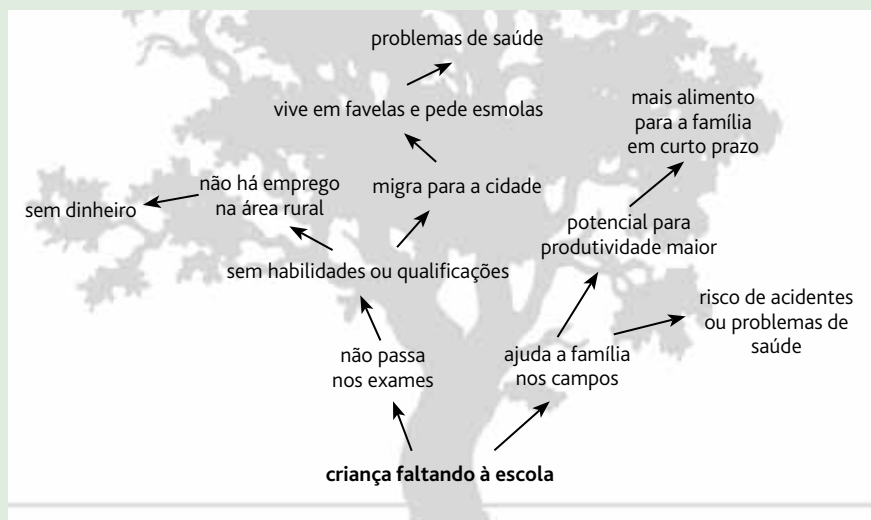 problemas de saúde
vive em favelas e pede esmolas
mais alimento
para a família
em curto prazo
não há emprego
na área rural
migra para a cidade
sem dinheiro
potencial para
produtividade maior
sem habilidades ou qualificações
risco de acidentes
ou problemas de
saúde
não passa
nos exames
ajuda a família
nos campos
criança faltando à escola